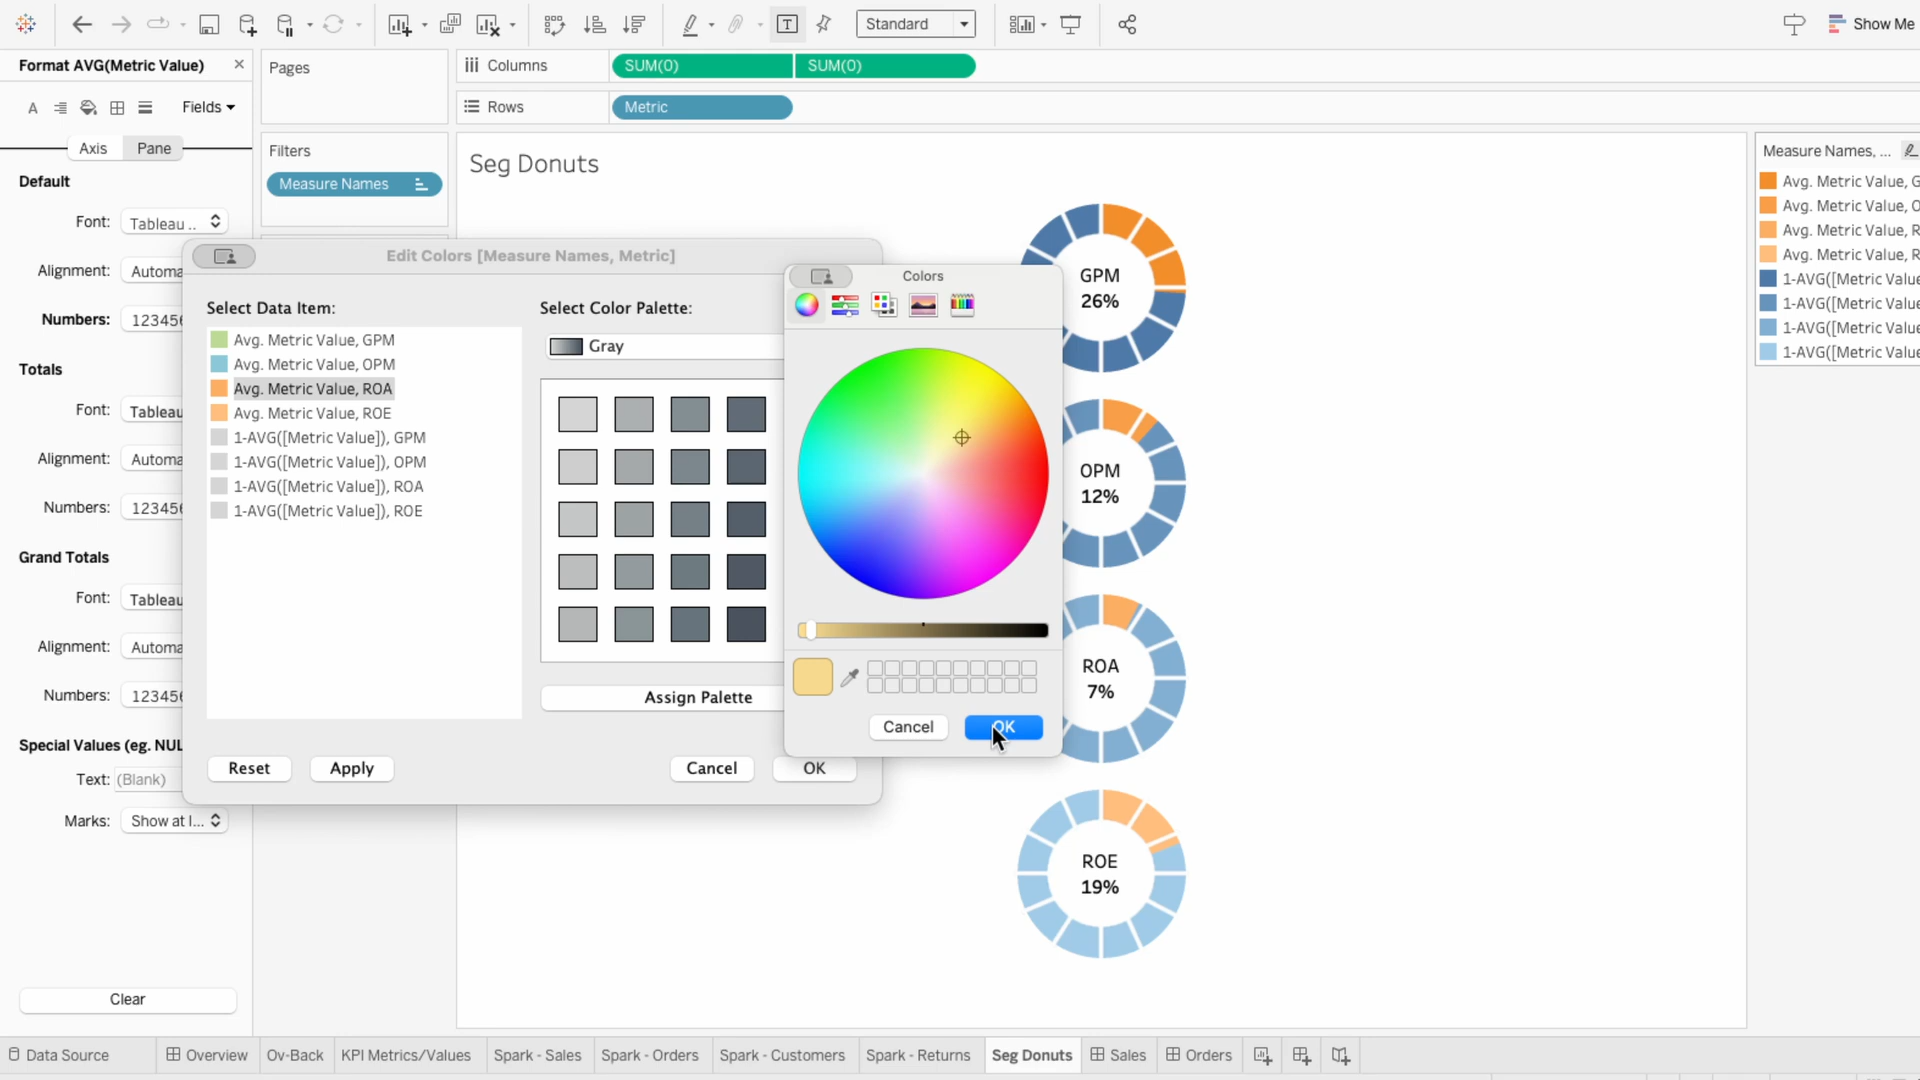 Standard
Show Me
Format AVG(Metric Value)
Fields
Axis
Pane
Default
Font:
Tableau ..
Alignment:
Automa
Numbers:
123456
Totals
Font:
Tableau
Alignment:
Automa
Numbers:
123456
Grand Totals
Font:
Tableau
Alignment:
Automa
Numbers:
123456
Special Values (eg. NUL
Text:
(Blank)
Marks:
Show at l...
Clear
Pages
Filters
Measure Names
Columns
SUM(0)
SUM(0)
Rows
Metric
Seg Donuts
Edit Colors [Measure Names, Metric]
Select Data Item:
Avg. Metric Value, GPM
Avg. Metric Value, OPM
Avg. Metric Value, ROA
Avg. Metric Value, ROE
1-AVG([Metric Value]), GPM
1-AVG([Metric Value]), OPM
1-AVG([Metric Value]), ROA
1-AVG([Metric Value]), ROE
Select Color Palette:
Gray
Assign Palette
Reset
Apply
Cancel
OK
Colors
Cancel
OK
GPM
26%
OPM
12%
ROA
7%
ROE
19%
Measure Names, ...
Avg. Metric Value, G
Avg. Metric Value, O
Avg. Metric Value, R
Avg. Metric Value, R
1-AVG([Metric Value
1-AVG([Metric Value
1-AVG([Metric Value
1-AVG([Metric Value
Data Source
Overview
Ov-Back
KPI Metrics/Values
Spark - Sales
Spark - Orders
Spark - Customers
Spark - Returns
Seg Donuts
Sales
Orders